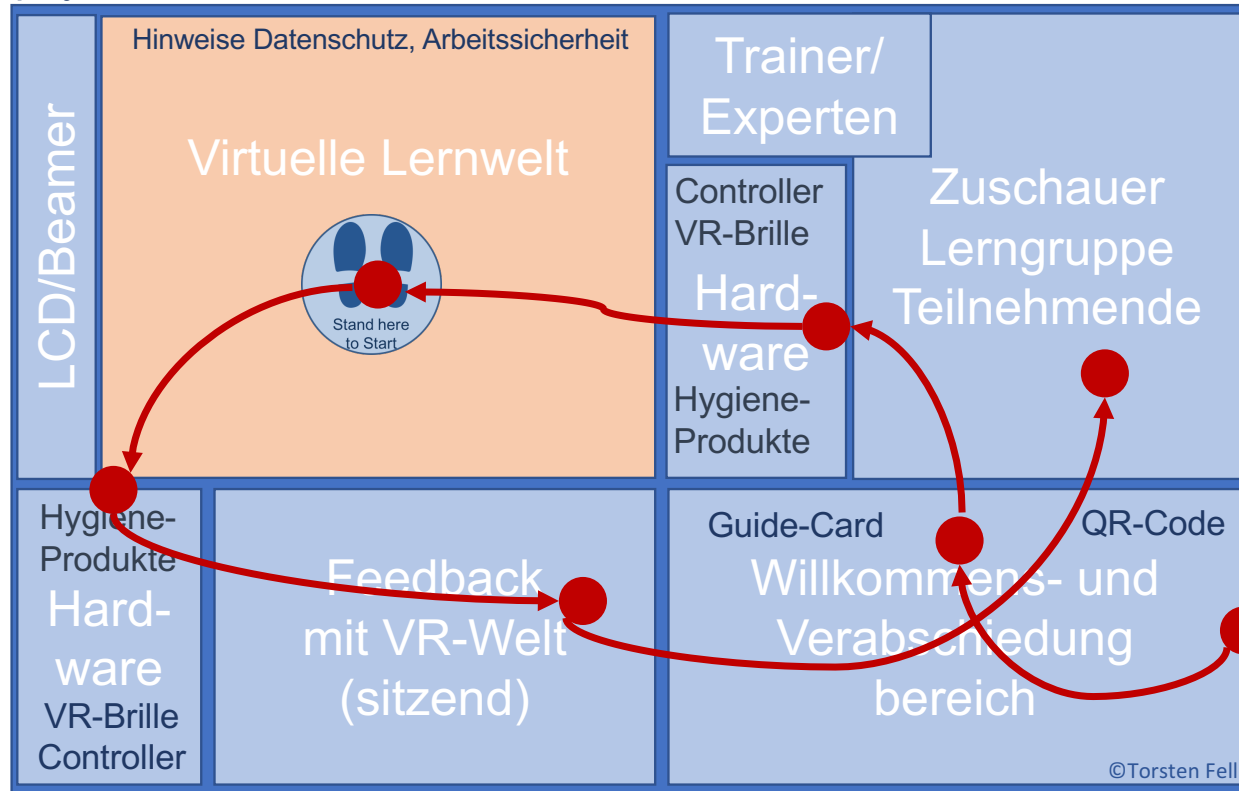 LCD/Beamer
Hinweise Datenschutz, Arbeitssicherheit
Virtuelle Lernwelt
Stand here
to Start
Trainer/
Experten
Controller
VR-Brille
Hard-
ware
Hygiene-
Produkte
Zuschauer
Lerngruppe
Teilnehmende
Hygiene-
Produkte
Hard-
ware
VR-Brille
Controller
Feedback
mit VR-Welt
(sitzend)
Guide-Card
QR-Code
Willkommens- und
Verabschiedung
bereich
©Torsten Fell